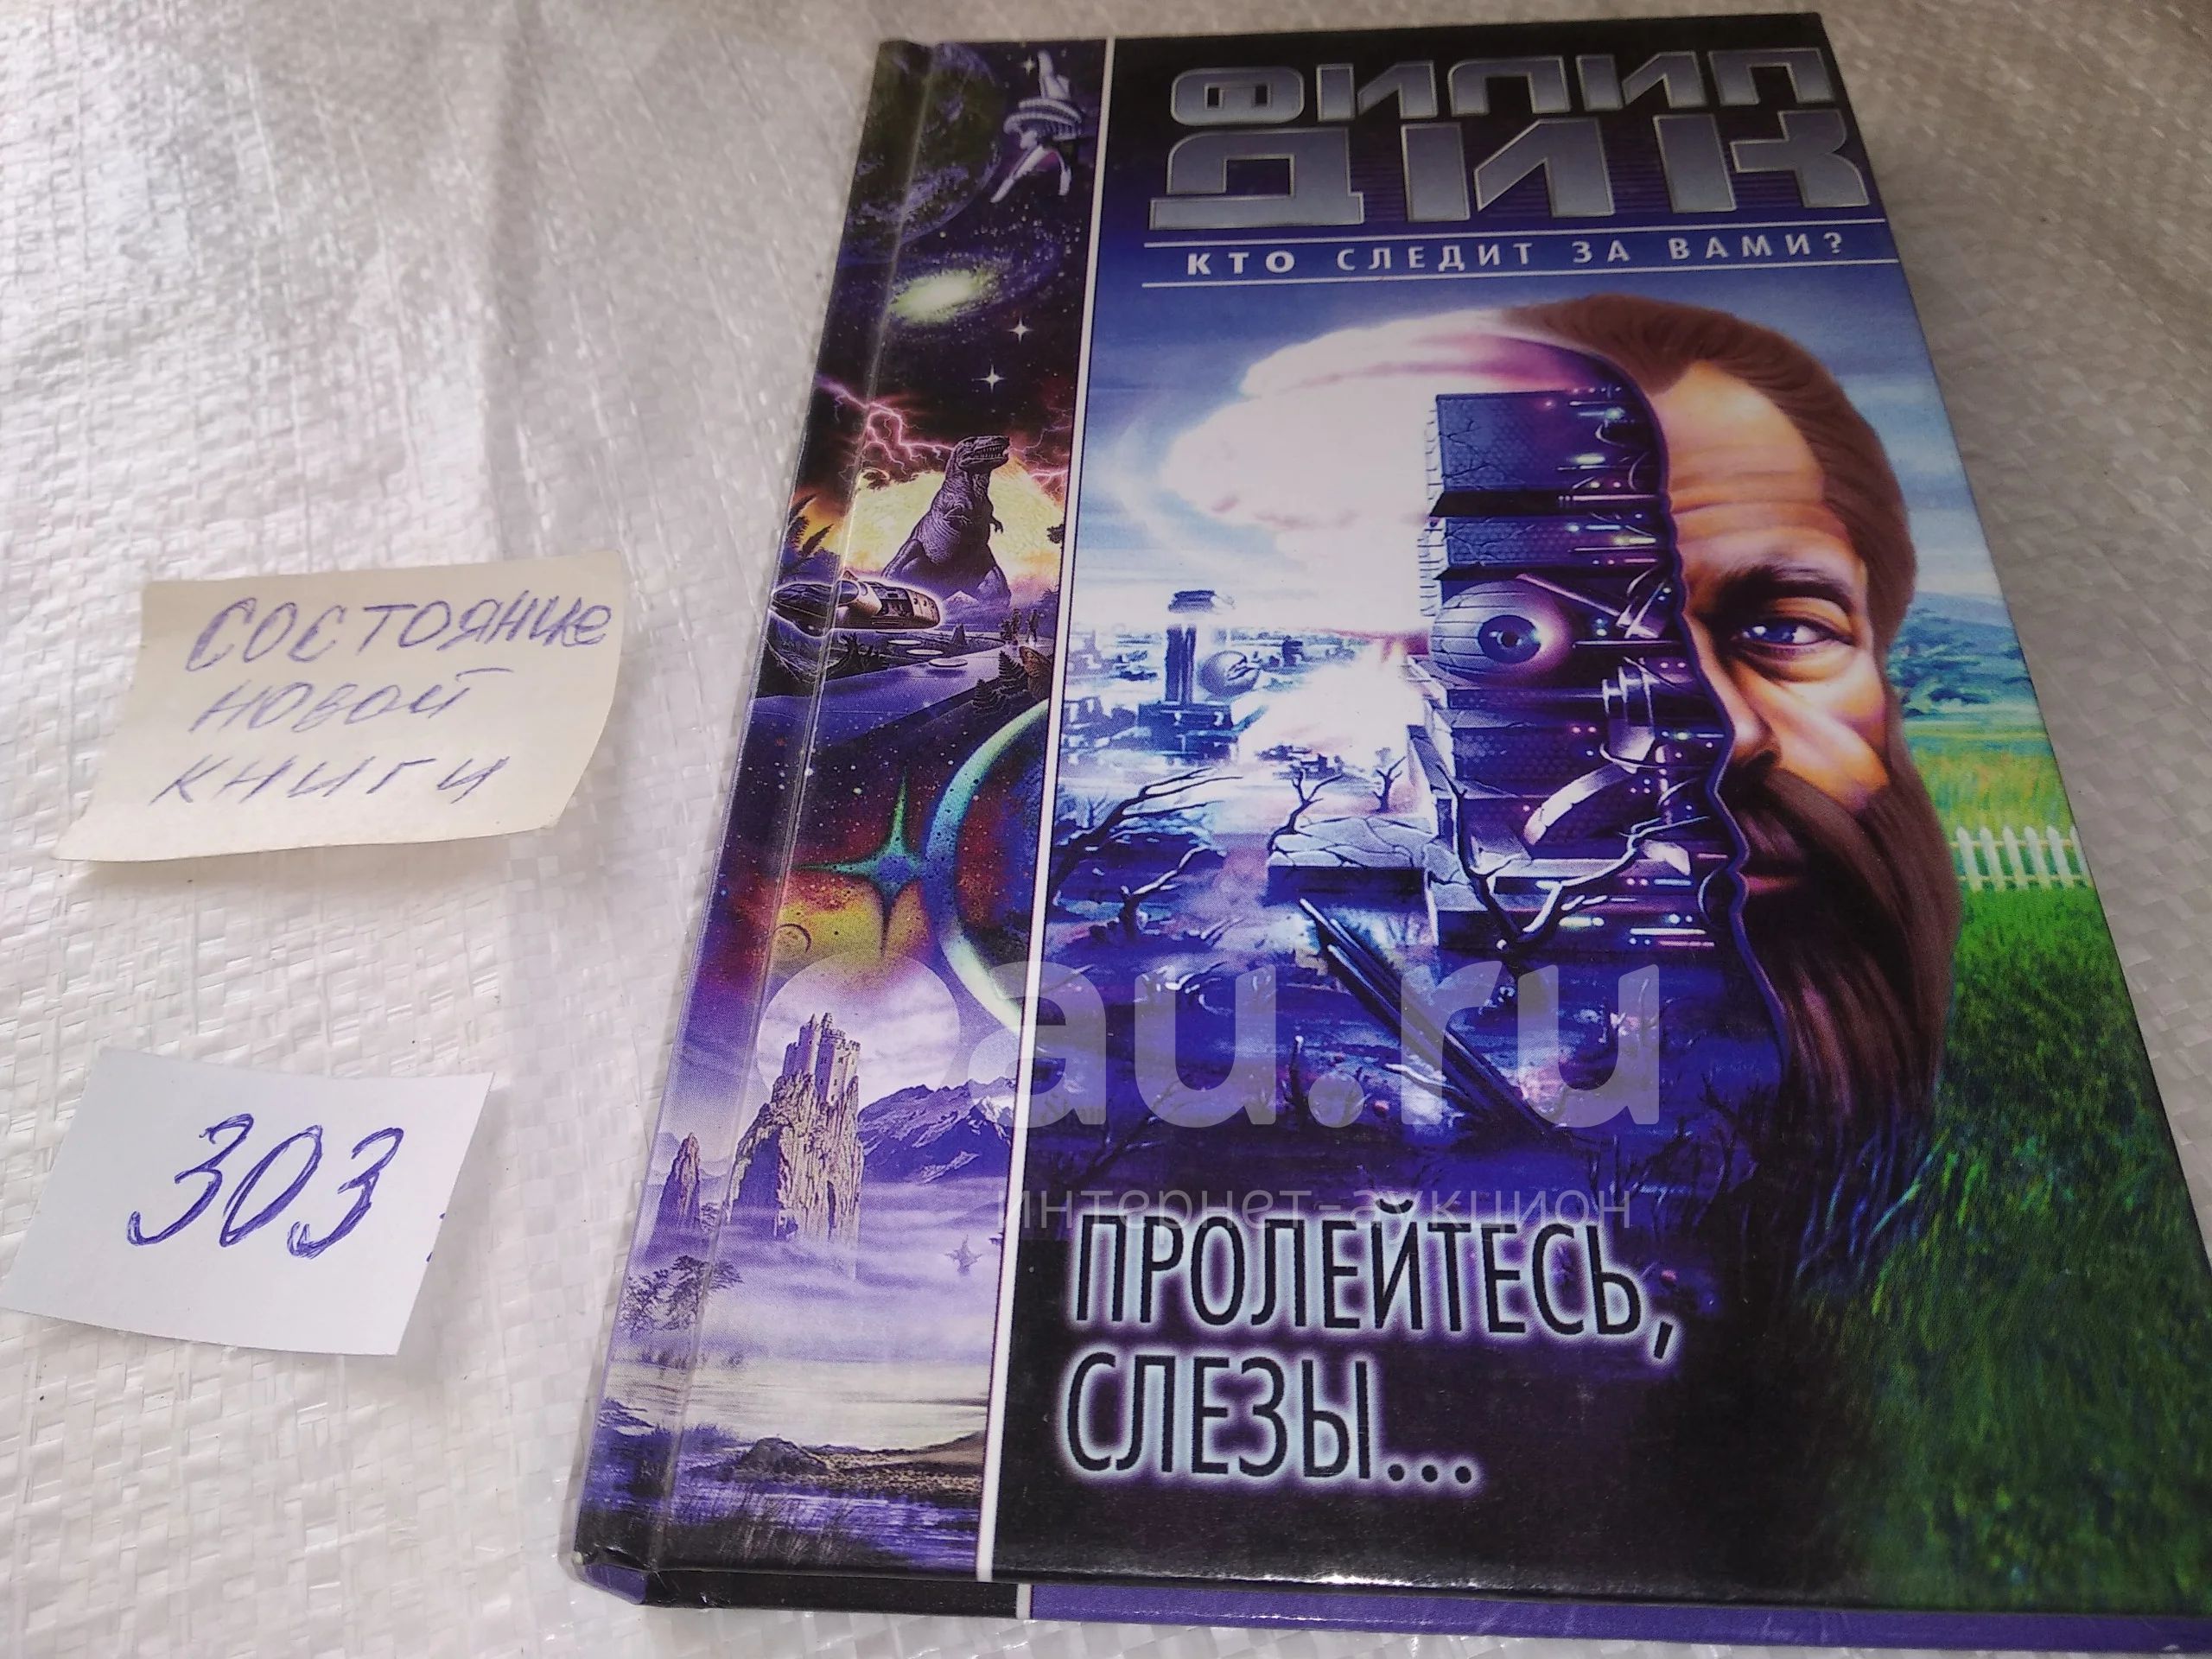 ФИЛИП
ДИК
КТО СЛЕДИТ ЗА ВАМИ?
СОСТОЯНИЕ
НОВОЙ
КНИГИ
303
au.ru
интернет-аукцион
ПРОЛЕЙТЕСЬ,
СЛЕЗЫ...